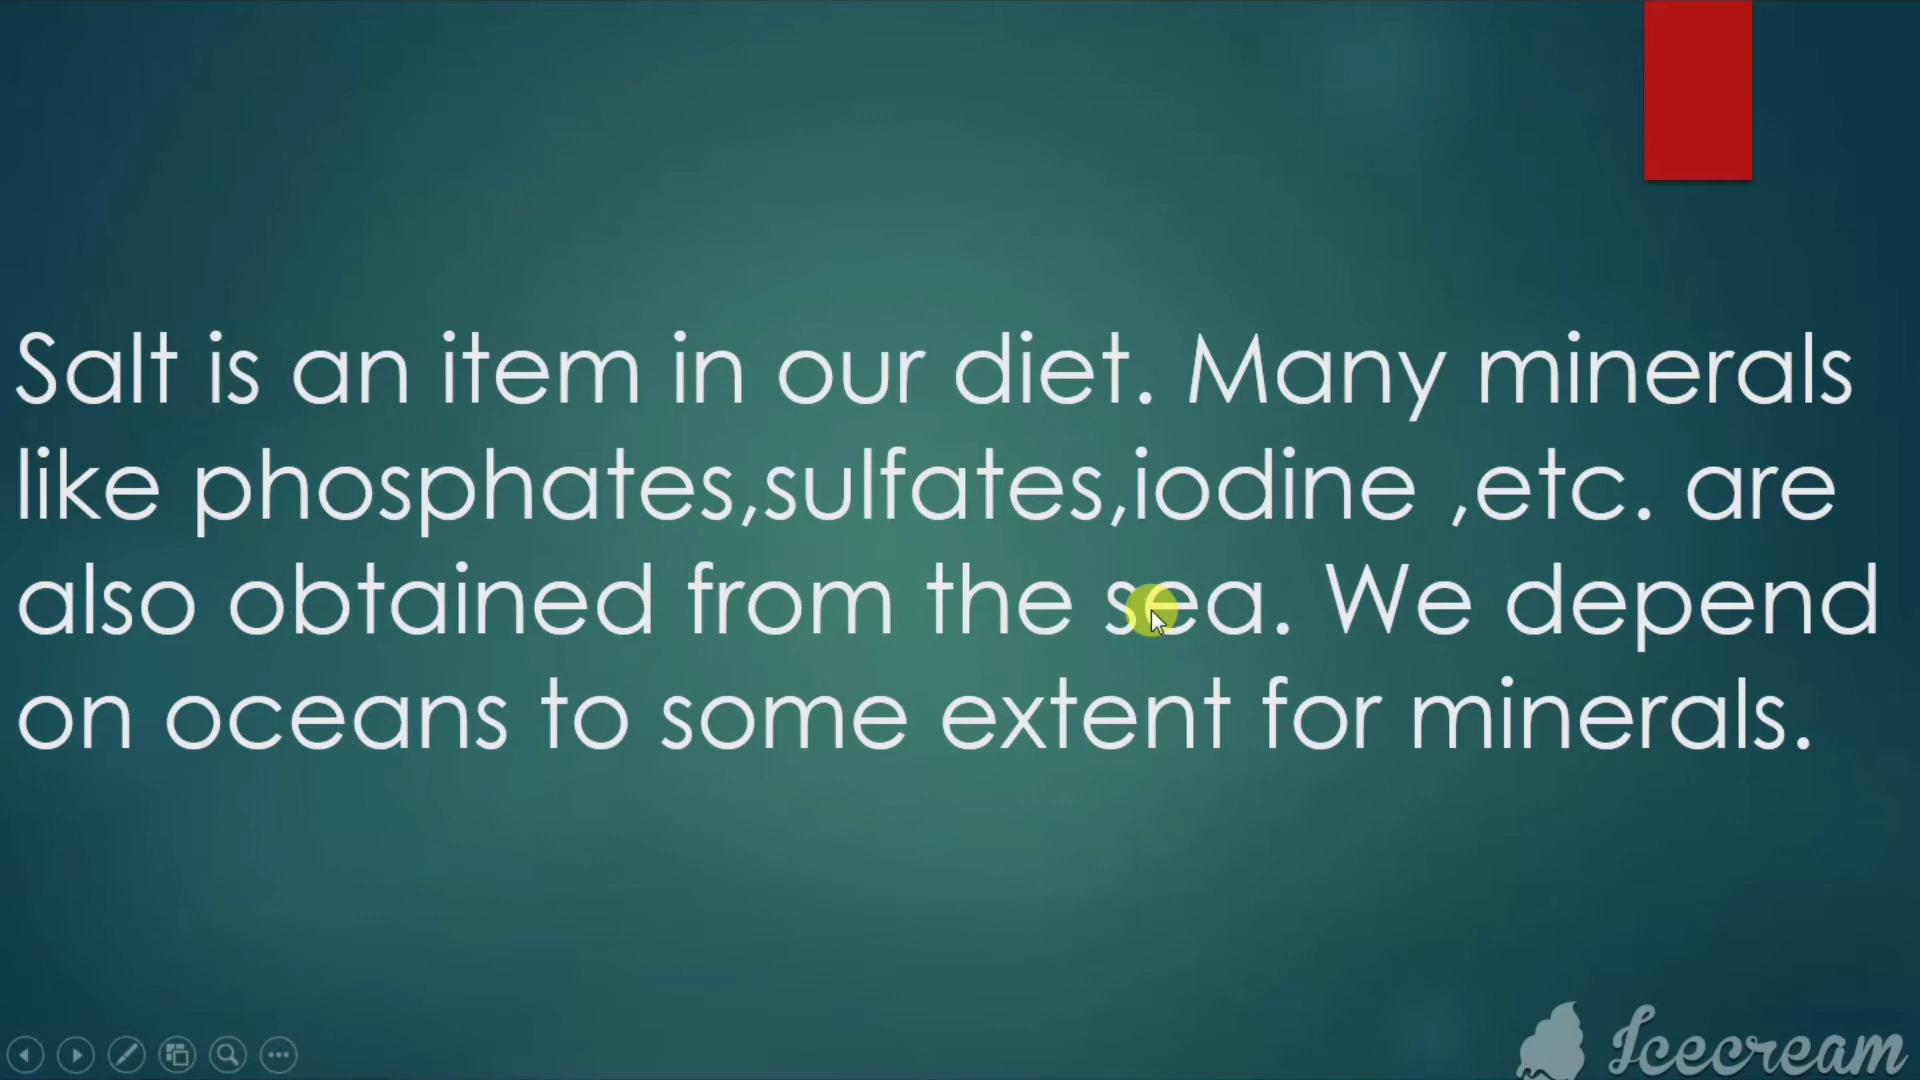 Salt is an item in our diet. Many minerals
like phosphates,sulfates,iodine ,etc. are
also obtained from the sea. We depend
on oceans to some extent for minerals.
Icecream